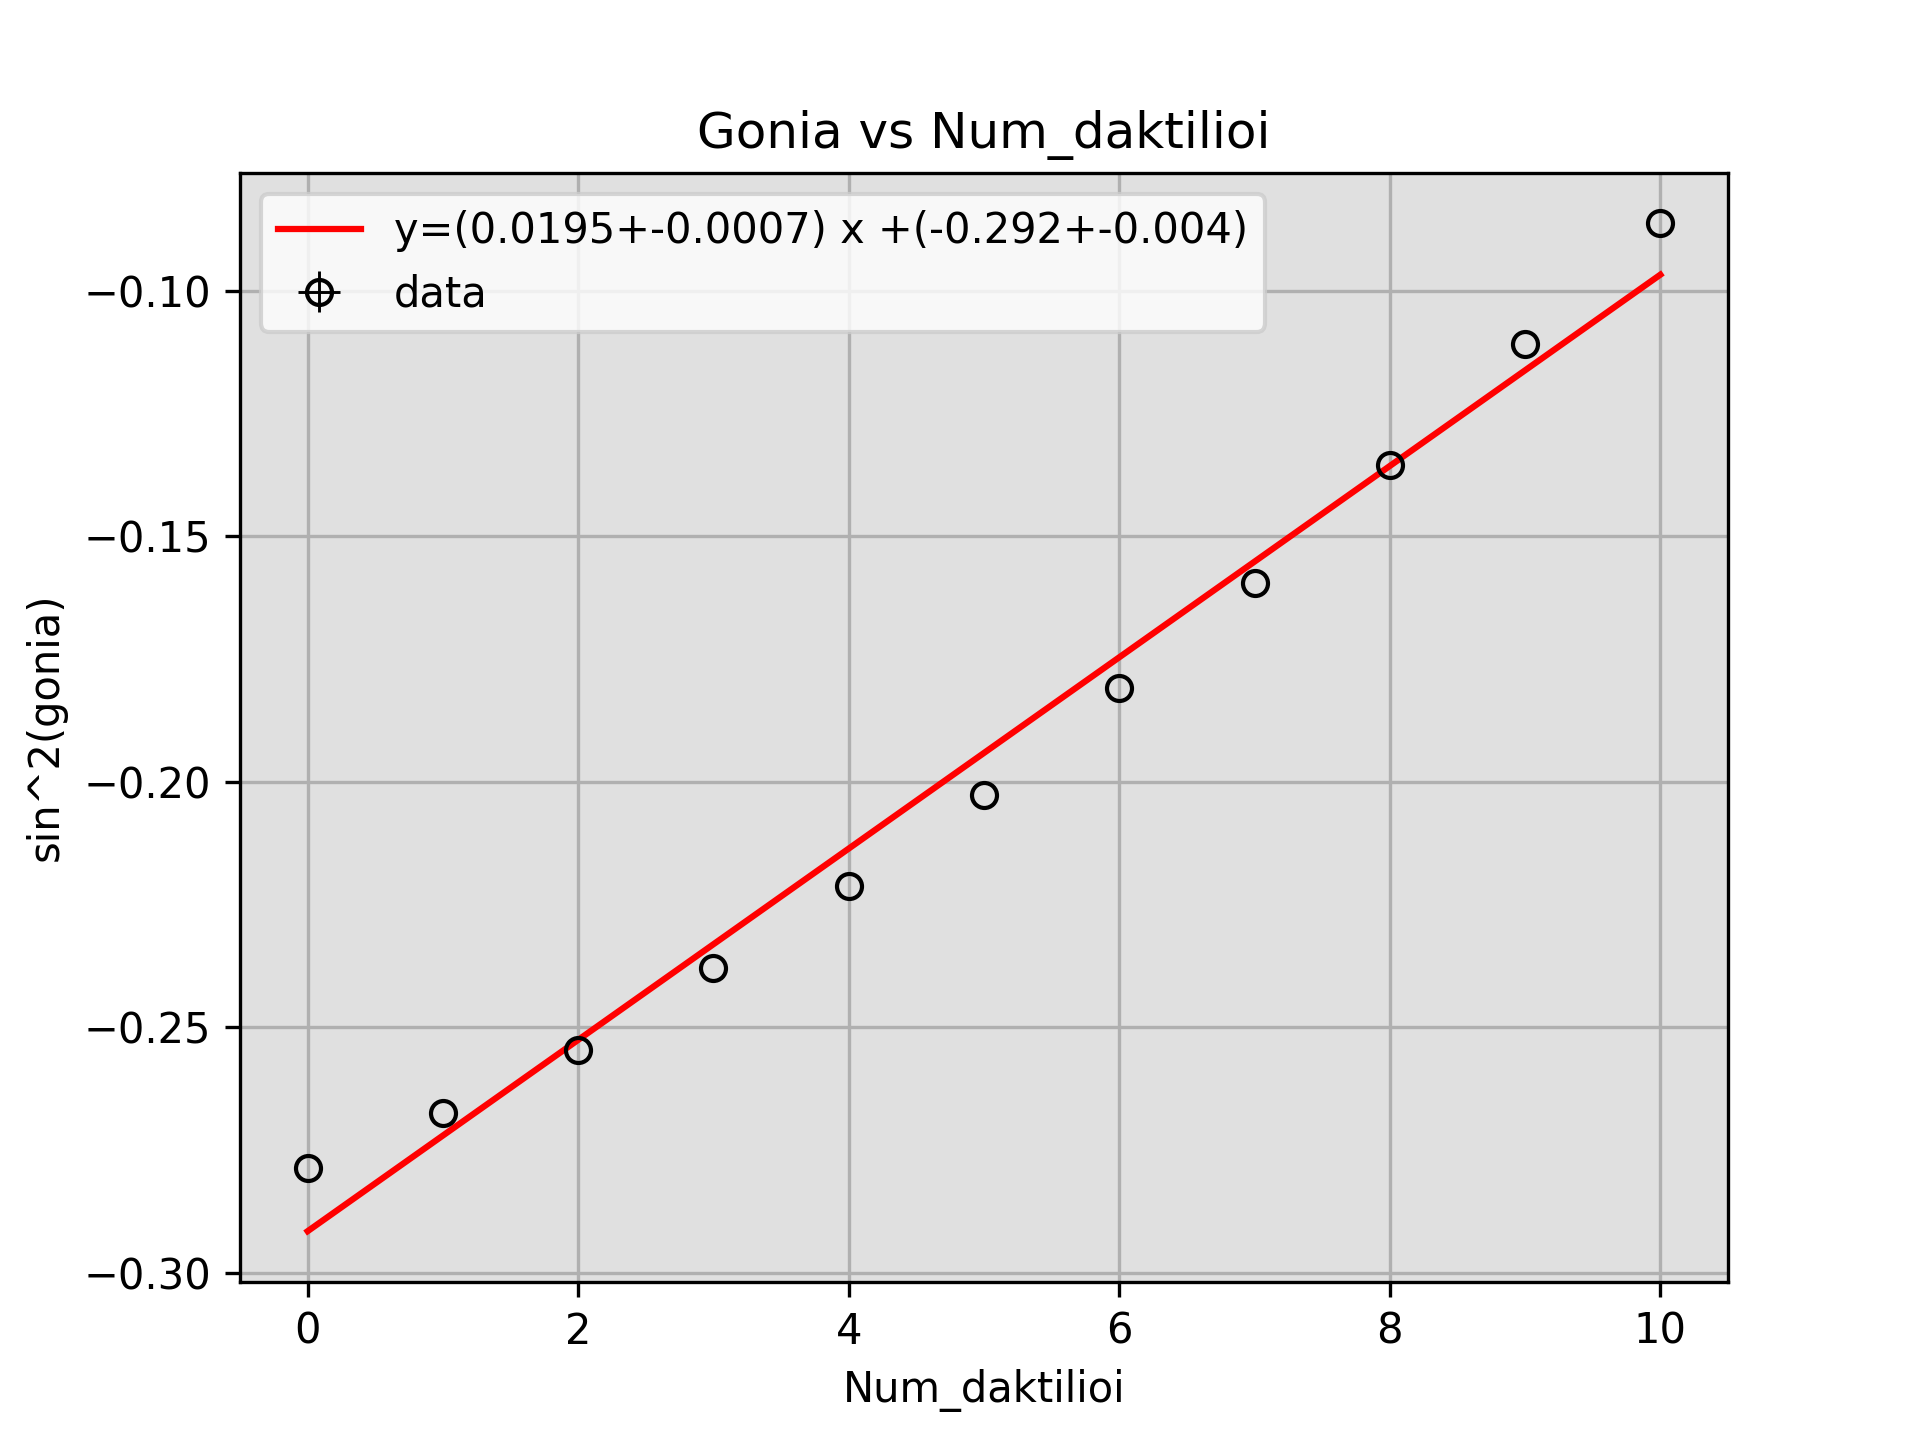 Gonia vs Num_daktilioi
y=(0.0195+-0.0007) x +(-0.292+-0.004)
data
−0.10
−0.15
−0.20
−0.25
−0.30
sin^2(gonia)
0 2 4 6 8 10
Num_daktilioi